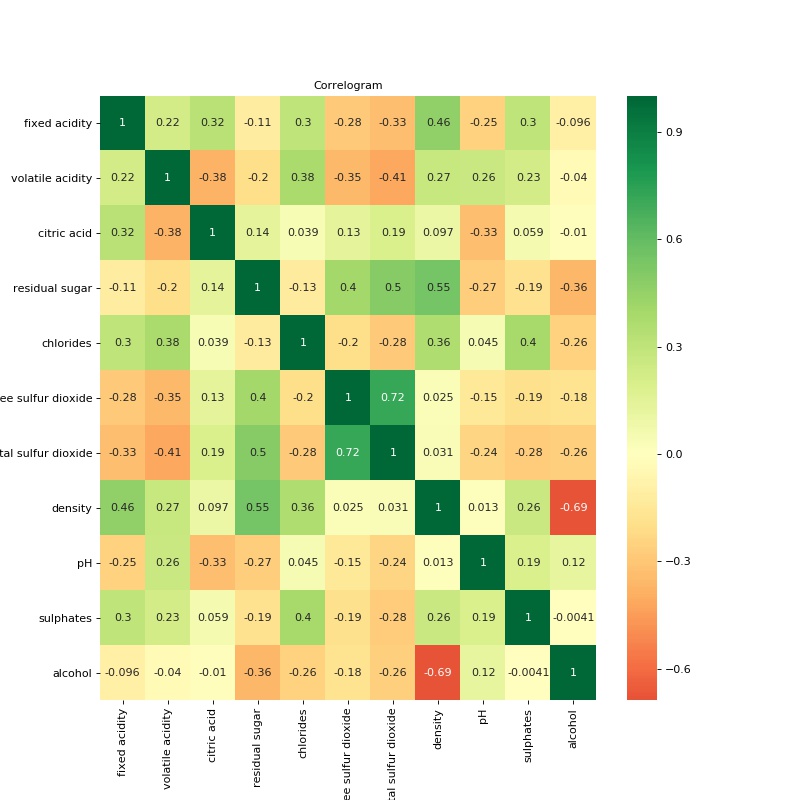 Correlogram
fixed acidity 1 0.22 0.32 -0.11 0.3 -0.28 -0.33 0.46 -0.25 0.3 -0.096
0.9
volatile acidity 0.22 1 -0.38 -0.2 0.38 -0.35 -0.41 0.27 0.26 0.23 -0.04
citric acid 0.32 -0.38 1 0.14 0.039 0.13 0.19 0.097 -0.33 0.059 -0.01
0.6
residual sugar -0.11 -0.2 0.14 1 -0.13 0.4 0.5 0.55 -0.27 -0.19 -0.36
chlorides 0.3 0.38 0.039 -0.13 1 -0.2 -0.28 0.36 0.045 0.4 -0.26
0.3
ee sulfur dioxide -0.28 -0.35 0.13 0.4 -0.2 1 0.72 0.025 -0.15 -0.19 -0.18
tal sulfur dioxide -0.33 -0.41 0.19 0.5 -0.28 0.72 1 0.031 -0.24 -0.28 -0.26
0.0
density 0.46 0.27 0.097 0.55 0.36 0.025 0.031 1 0.013 0.26 -0.69
pH -0.25 0.26 -0.33 -0.27 0.045 -0.15 -0.24 0.013 1 0.19 0.12
−0.3
sulphates 0.3 0.23 0.059 -0.19 0.4 -0.19 -0.28 0.26 0.19 1 -0.0041
alcohol -0.096 -0.04 -0.01 -0.36 -0.26 -0.18 -0.26 -0.69 0.12 -0.0041 1
−0.6
fixed acidity
volatile acidity
citric acid
residual sugar
chlorides
ee sulfur dioxide
tal sulfur dioxide
density
pH
sulphates
alcohol